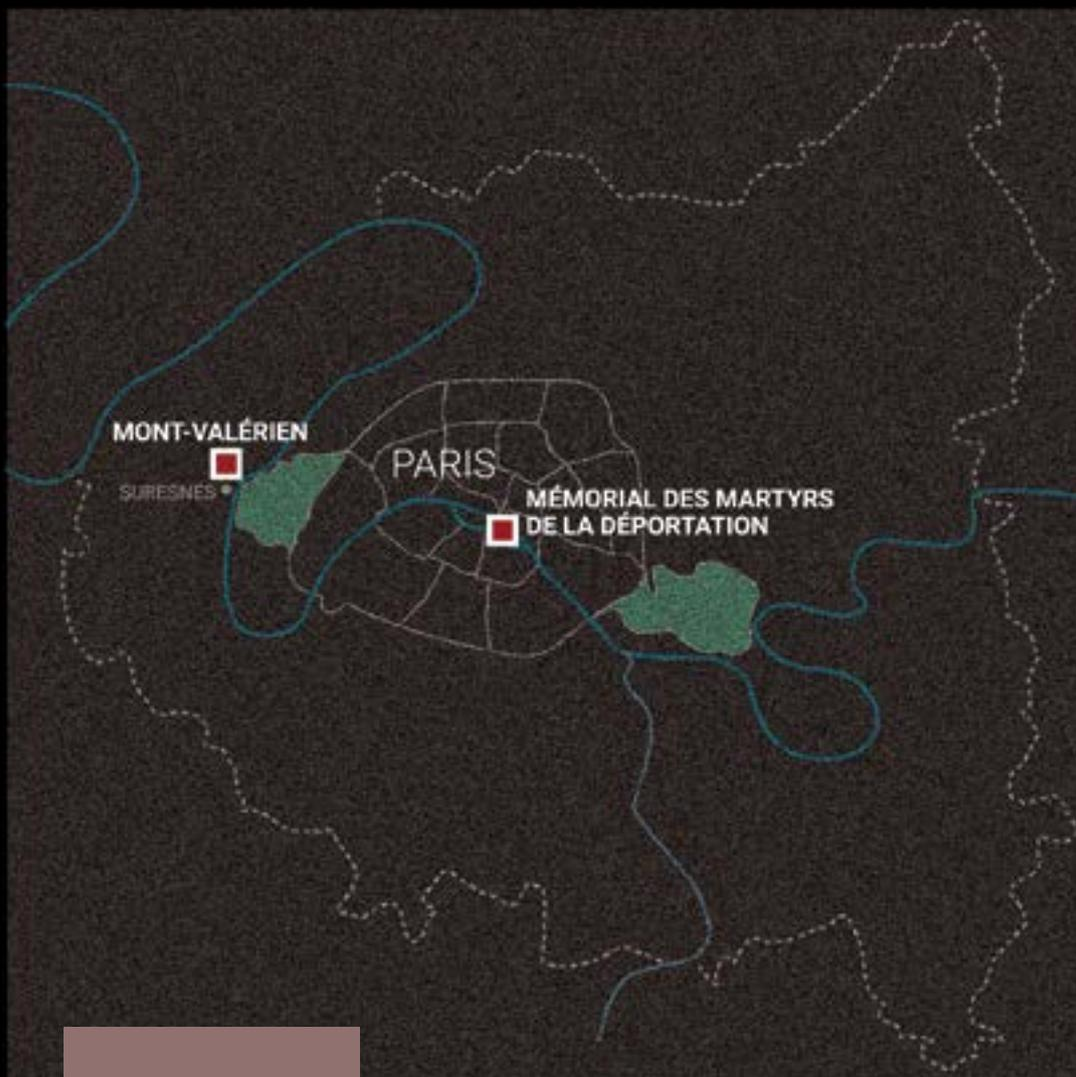 MONT-VALÉRIEN
SURESNES
PARIS
MÉMORIAL DES MARTYRS
DE LA DÉPORTATION